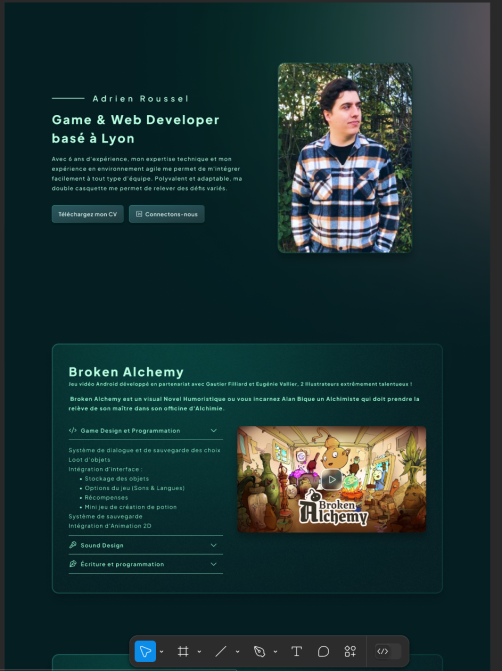 Adrien Roussel
Game & Web Developer
basé à Lyon
Avec 6 ans d'expérience, mon expertise technique et mon
expérience en environnement agile me permet de m'intégrer
facilement à tout type d'équipe. Polyvalent et adaptable, ma
double casquette me permet de relever des défis variés.
Téléchargez mon CV
Connectons-nous
Broken Alchemy
Jeu vidéo Android développé en partenariat avec Gautier Filliard et Eugénie Vallier, 2 illustrateurs extrêmement talentueux !
Broken Alchemy est un visual Novel Humoristique ou vous incarnez Alan Bique un Alchimiste qui doit prendre la
relève de son maître dans son officine d'Alchimie.
</> Game Design et Programmation
Système de dialogue et de sauvegarde des choix
Loot d'objets
Intégration d'Interface :
• Stockage des objets
• Options du jeu (Sons & Langues)
• Récompenses
• Mini jeu de création de potion
Système de sauvegarde
Intégration d'Animation 2D
Broken
Alchemy
Sound Design
Écriture et programmation